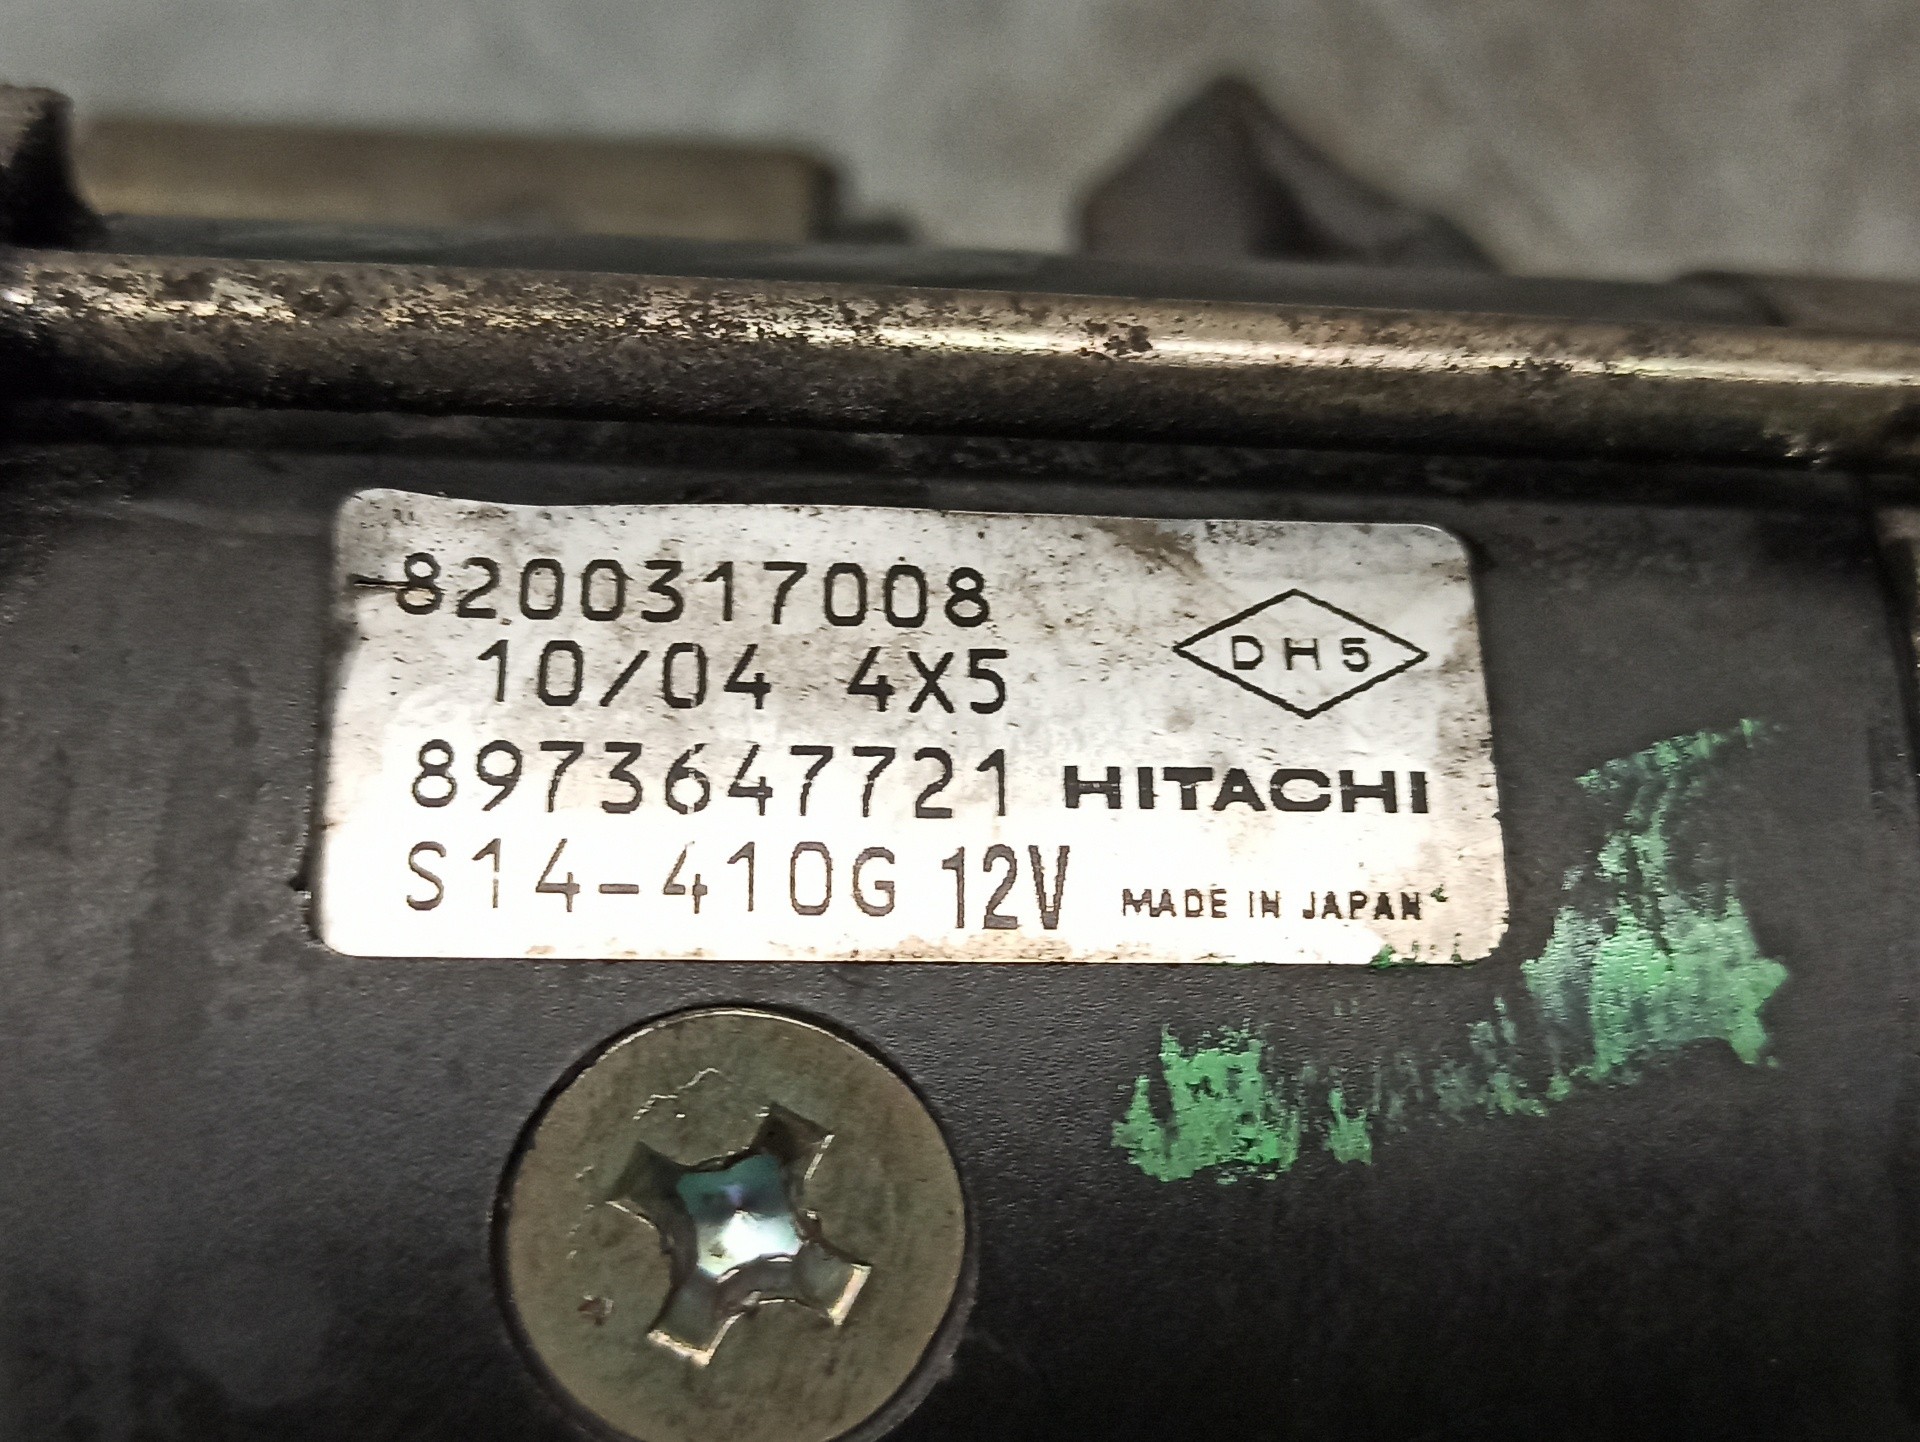 8200317008
10/04 4X5
DH5
8973647721 HITACHI
S14-410G 12V MADE IN JAPAN